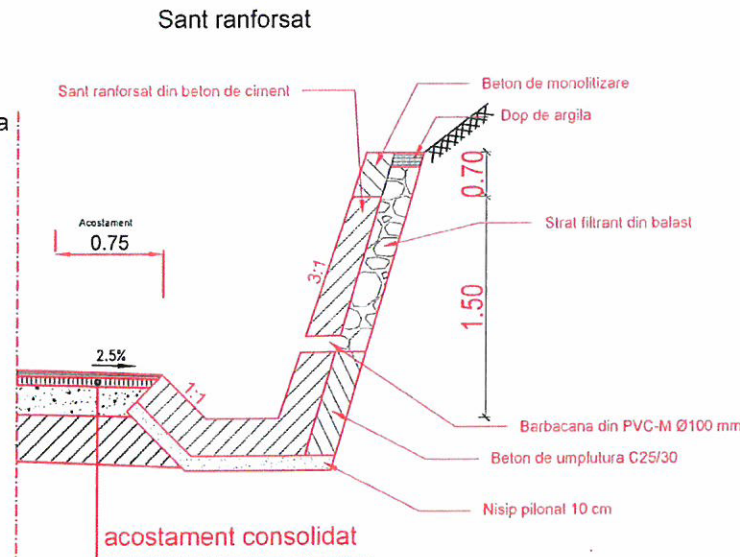 Sant ranforsat
Sant ranforsat din beton de ciment
Beton de monolitizare
a
Dop de argila
0.70
Acostament
0.75
Strat filtrant din balast
3:1
1.50
2.5%
1:1
Barbacana din PVC-M Ø100 mm
Beton de umplutura C25/30
Nisip pilonat 10 cm
acostament consolidat